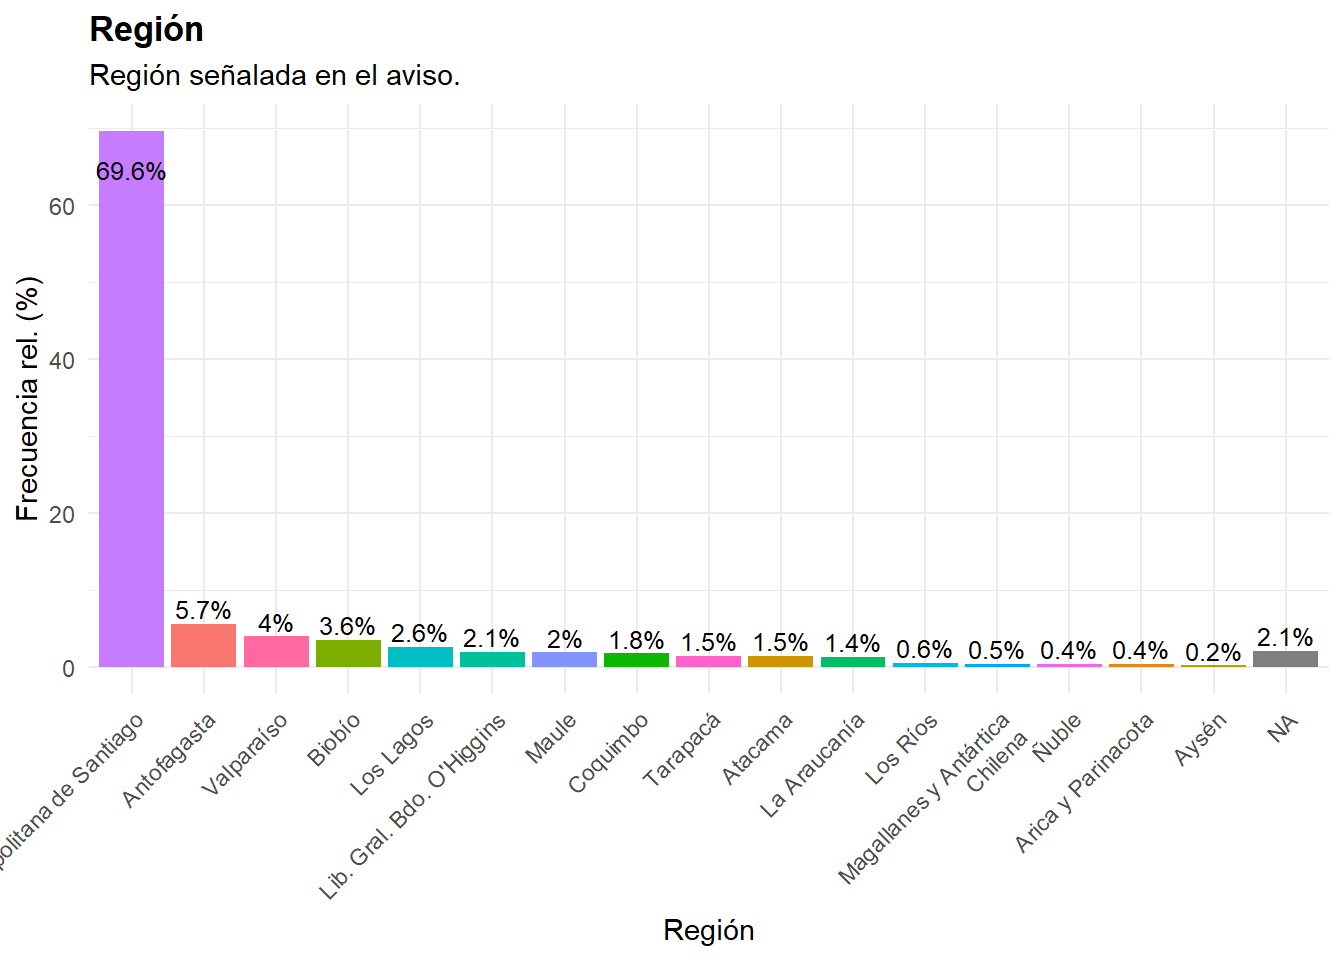 Región
Región señalada en el aviso.
Frecuencia rel. (%)
60
40
20
0
69.6%
5.7%
4%
3.6%
2.6%
2.1%
2%
1.8%
1.5%
1.5%
1.4%
0.6%
0.5%
0.4%
0.4%
0.2%
2.1%
politana de Santiago
Antofagasta
Valparaíso
Biobío
Los Lagos
Lib. Gral. Bdo. O'Higgins
Maule
Coquimbo
Tarapacá
Atacama
La Araucanía
Los Ríos
Magallanes y Antártica
Chilena
Ñuble
Arica y Parinacota
Aysén
NA
Región